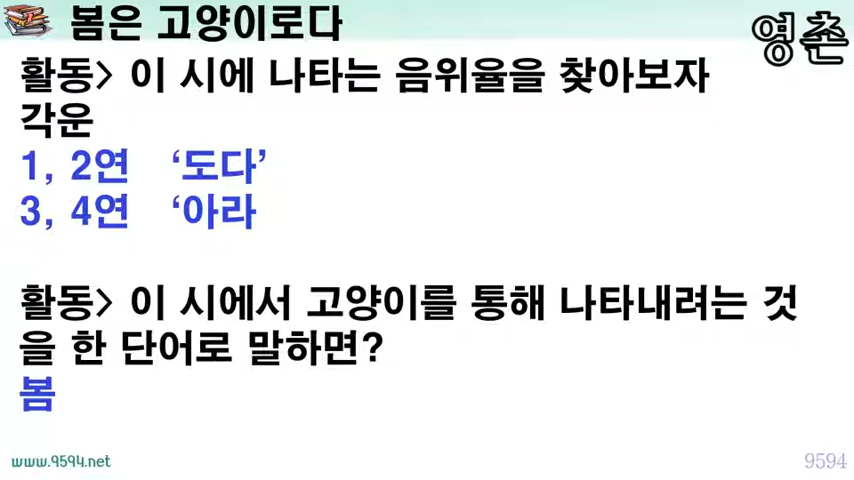 봄은 고양이로다
영촌
활동> 이 시에 나타는 음위율을 찾아보자
각운
1, 2연 ‘도다’
3, 4연 ‘아라
활동> 이 시에서 고양이를 통해 나타내려는 것
을 한 단어로 말하면?
봄
www.9594.net
9594